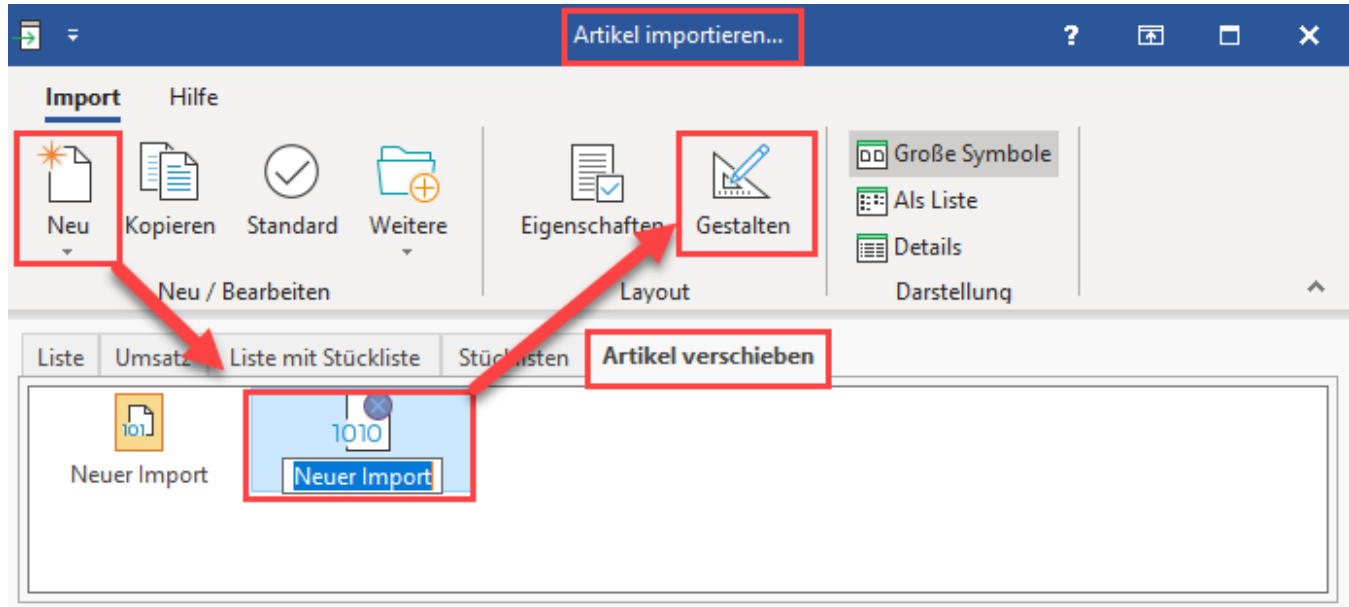 Artikel importieren...
?
Import Hilfe
Neu Kopieren Standard Weitere Eigenschaften Gestalten
Große Symbole
Als Liste
Details
Neu / Bearbeiten Layout Darstellung
Liste Umsatz Liste mit Stückliste Stücklisten Artikel verschieben
101
1010
Neuer Import Neuer Import